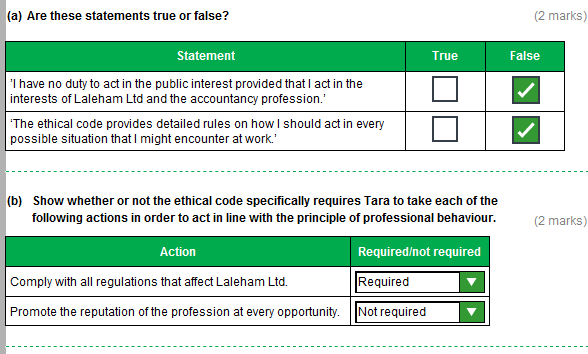 (a) Are these statements true or false? (2 marks)
Statement True False
'I have no duty to act in the public interest provided that I act in the
interests of Laleham Ltd and the accountancy profession.'
'The ethical code provides detailed rules on how I should act in every
possible situation that I might encounter at work.'
(b) Show whether or not the ethical code specifically requires Tara to take each of the
following actions in order to act in line with the principle of professional behaviour. (2 marks)
Action Required/not required
Comply with all regulations that affect Laleham Ltd. Required
Promote the reputation of the profession at every opportunity. Not required